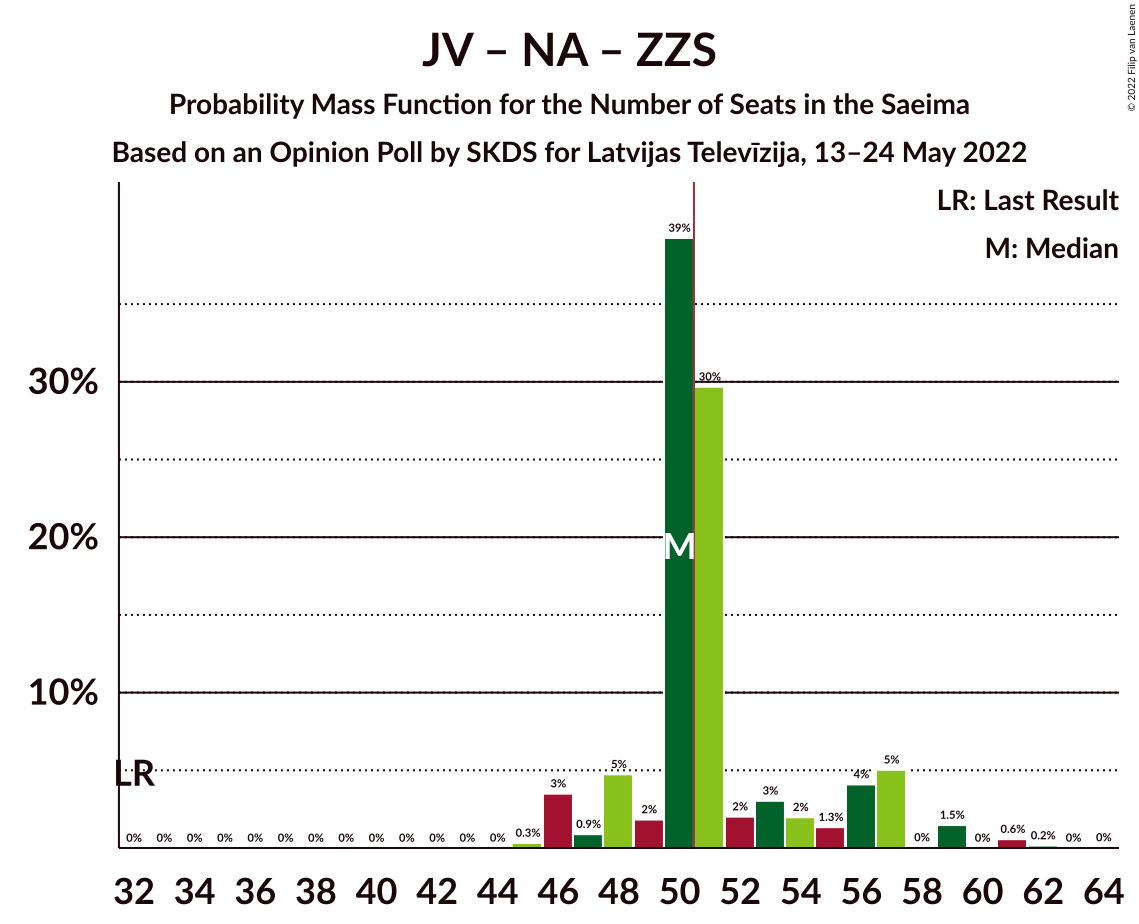 JV – NA – ZZS
Probability Mass Function for the Number of Seats in the Saeima
Based on an Opinion Poll by SKDS for Latvijas Televīzija, 13–24 May 2022
© 2022 Filip van Laenen
LR: Last Result
M: Median
30%
20%
10%
LR
M
0% 0% 0% 0% 0% 0% 0% 0% 0% 0% 0% 0% 0% 0.3% 3% 0.9% 5% 2% 39% 30% 2% 3% 2% 1.3% 4% 5% 0% 1.5% 0% 0.6% 0.2% 0% 0%
32 34 36 38 40 42 44 46 48 50 52 54 56 58 60 62 64